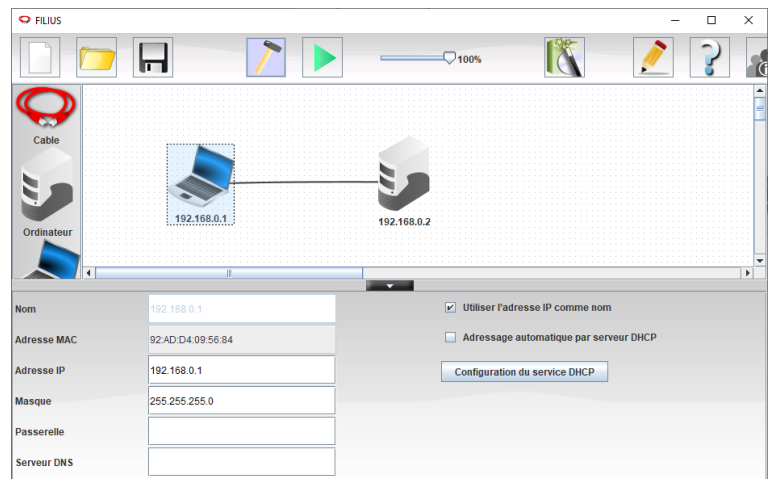 FILIUS
100%
Cable
Ordinateur
192.168.0.1
192.168.0.2
Nom
192.168.0.1
Utiliser l'adresse IP comme nom
Adresse MAC
92:AD:D4:09:56:84
Adressage automatique par serveur DHCP
Adresse IP
192.168.0.1
Configuration du service DHCP
Masque
255.255.255.0
Passerelle
Serveur DNS